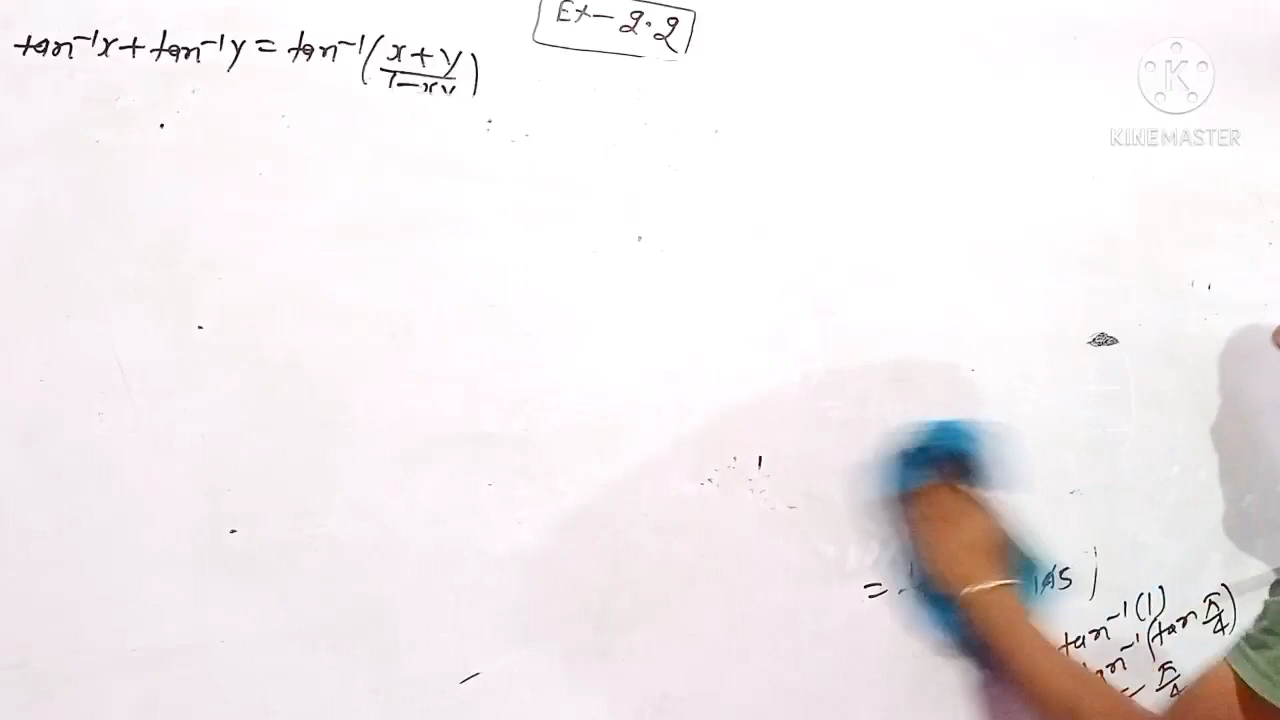 Ex- 2.2
tan⁻¹x + tan⁻¹y = tan⁻¹(x+y/1-xy)
K
KINEMASTER
=
tan⁻¹(1)
tan⁻¹(tan π/4)
= π/4